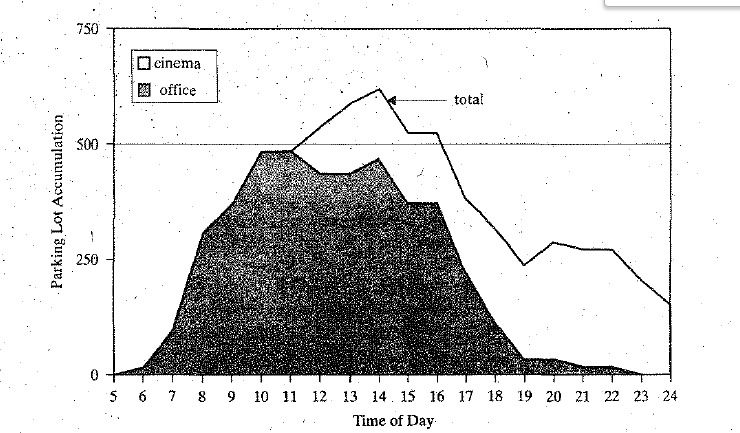 750
cinema
office
total
500
250
0
Parking Lot Accumulation
5 6 7 8 9 10 11 12 13 14 15 16 17 18 19 20 21 22 23 24
Time of Day